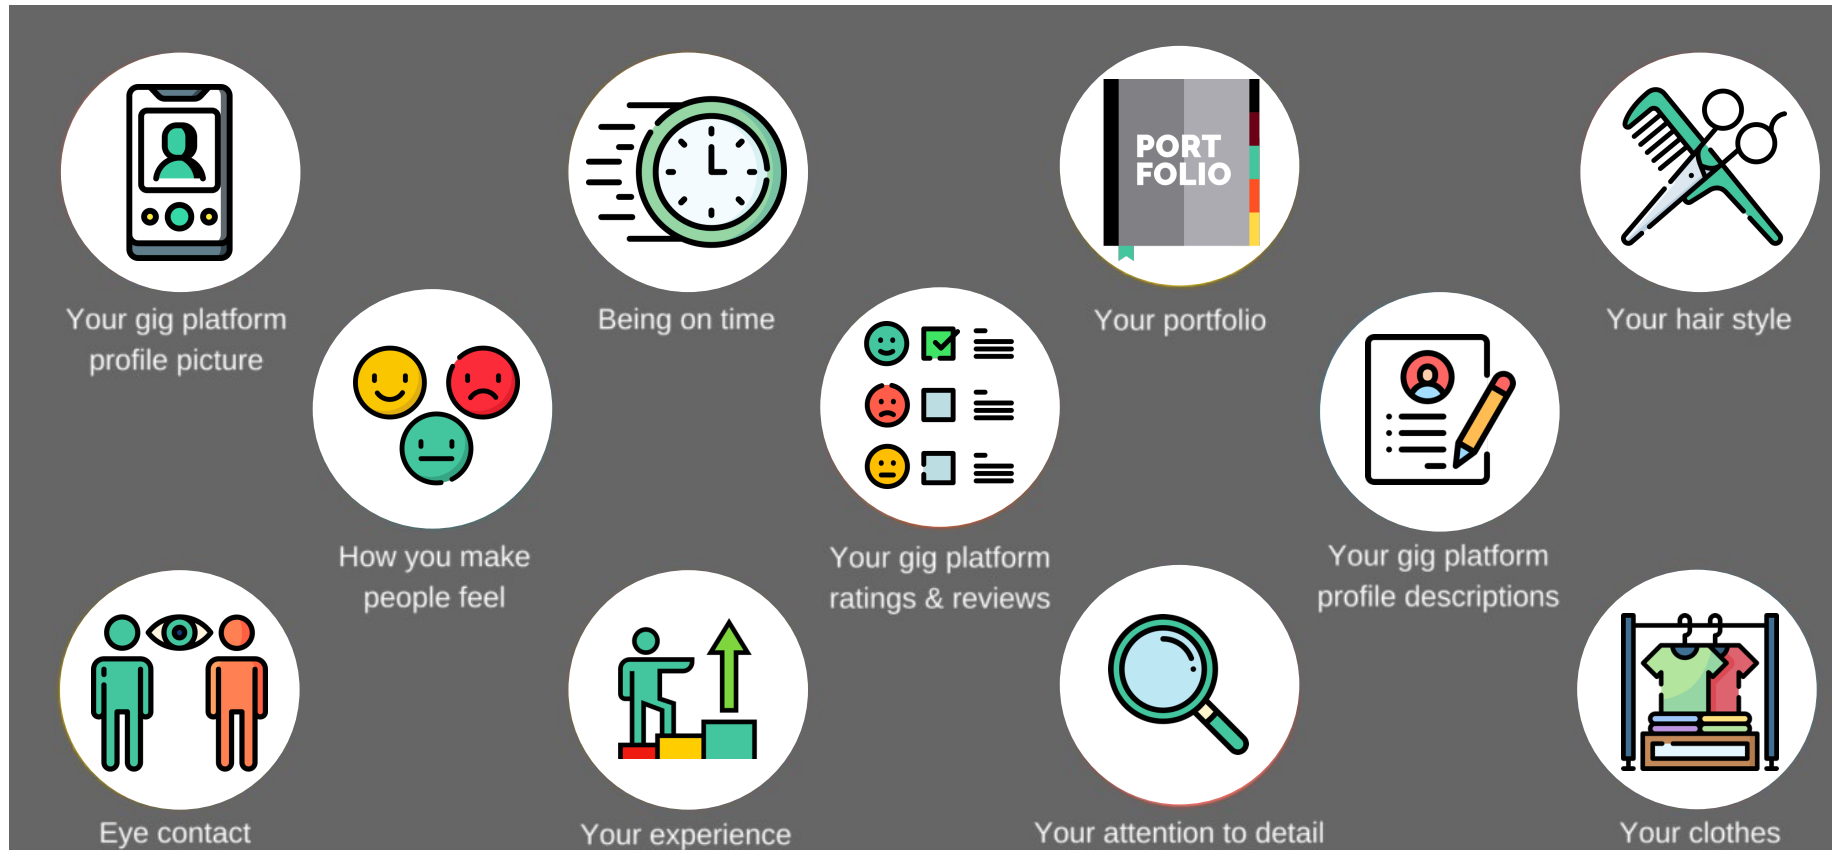 Your gig platform
profile picture
Being on time
PORT
FOLIO
Your portfolio
Your hair style
How you make
people feel
Your gig platform
ratings & reviews
Your gig platform
profile descriptions
Eye contact
Your experience
Your attention to detail
Your clothes